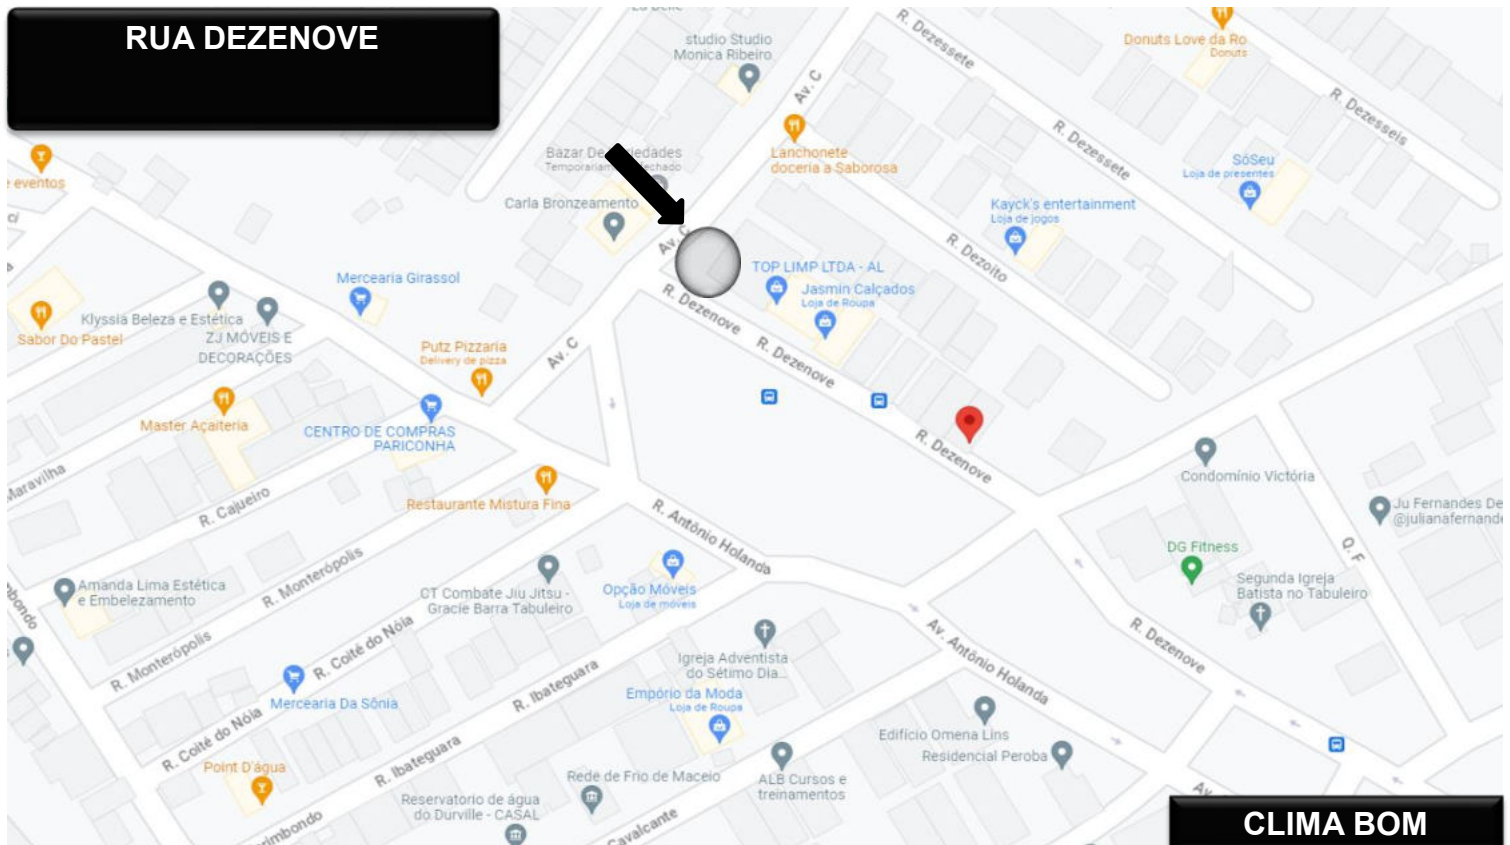 RUA DEZENOVE
studio Studio
Monica Ribeiro
Av. C
R. Dezessete
Donuts Love da Ro
Donuts
R. Dezesseis
R. Dezessete
eventos
Bazar De
edades
Carla Bronzeamento
Lanchonete
doceria a Saborosa
SóSeu
Loja de presentes
Kayck's entertainment
Loja de jogos
R. Dezoito
Av. C
TOP LIMP LTDA - AL
Jasmin Calçados
Loja de Roupa
Mercearia Girassol
Klyssia Beleza e Estética
ZJ MÓVEIS E
DECORAÇÕES
Sabor Do Pastel
R. Dezenove
R. Dezenove
Putz Pizzaria
Delivery de pizza
Av. C
Master Açaiteria
CENTRO DE COMPRAS
PARICONHA
R. Dezenove
Condomínio Victória
Maravilha
R. Cajueiro
Restaurante Mistura Fina
R. Antônio Holanda
Ju Fernandes De
@julianafernande
Q. F
DG Fitness
Segunda Igreja
Batista no Tabuleiro
Amanda Lima Estética
e Embelezamento
R. Monterópolis
CT Combate Jiu Jitsu -
Gracie Barra Tabuleiro
Opção Móveis
Loja de móveis
R. Monterópolis
R. Coité do Nóia
Igreja Adventista
do Sétimo Dia...
Av. Antônio Holanda
R. Dezenove
Mercearia Da Sônia
R. Ibateguara
Empório da Moda
Loja de Roupa
R. Coité do Nóia
Edifício Omena Lins
Residencial Peroba
Point D'água
R. Ibateguara
Rede de Frio de Maceio
ALB Cursos e
treinamentos
Reservatório de água
do Durville - CASAL
Cavalcante
Av
CLIMA BOM